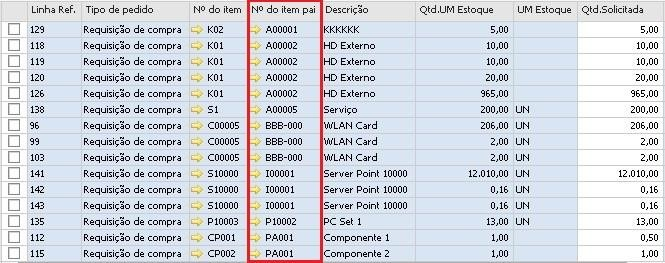 Linha Ref. Tipo de pedido Nº do item Nº do item pai Descrição Qtd.UM Estoque UM Estoque Qtd.Solicitada
129 Requisição de compra K02 A00001 KKKKKK 5,00 5,00
118 Requisição de compra K01 A00002 HD Externo 10,00 10,00
119 Requisição de compra K01 A00002 HD Externo 10,00 10,00
120 Requisição de compra K01 A00002 HD Externo 20,00 20,00
126 Requisição de compra K01 A00002 HD Externo 965,00 965,00
138 Requisição de compra S1 A00005 Serviço 200,00 UN 200,00
96 Requisição de compra C00005 BBB-000 WLAN Card 206,00 UN 206,00
99 Requisição de compra C00005 BBB-000 WLAN Card 2,00 UN 2,00
103 Requisição de compra C00005 BBB-000 WLAN Card 2,00 UN 2,00
141 Requisição de compra S10000 I00001 Server Point 10000 12.010,00 UN 12.010,00
142 Requisição de compra S10000 I00001 Server Point 10000 0,16 UN 0,16
143 Requisição de compra S10000 I00001 Server Point 10000 0,16 UN 0,16
135 Requisição de compra P10003 P10002 PC Set 1 13,00 UN 13,00
112 Requisição de compra CP001 PA001 Componente 1 1,00 0,50
115 Requisição de compra CP002 PA001 Componente 2 1,00 1,00